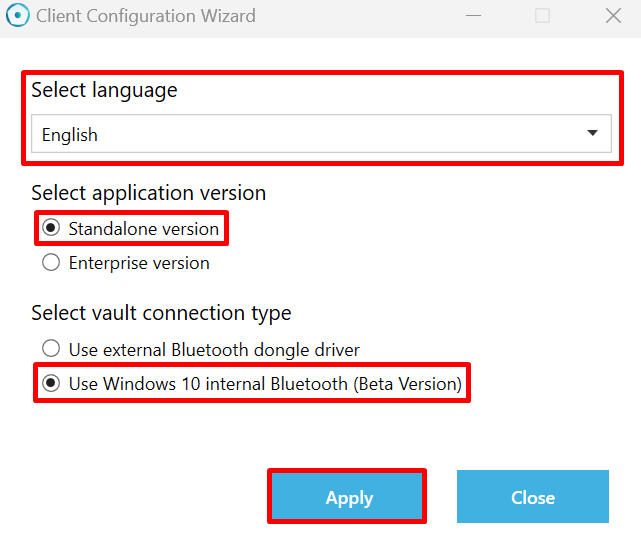 Client Configuration Wizard
Select language
English
Select application version
Standalone version
Enterprise version
Select vault connection type
Use external Bluetooth dongle driver
Use Windows 10 internal Bluetooth (Beta Version)
Apply Close